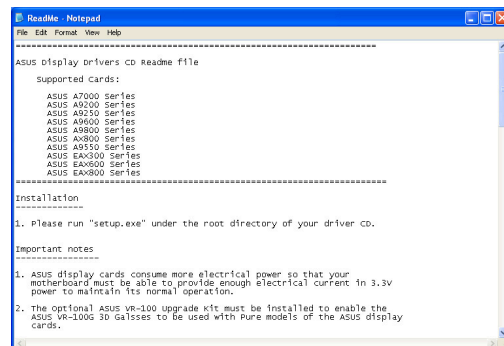 ReadMe - Notepad
File Edit Format View Help
=====================================================================
ASUS Display Drivers CD Readme file
Supported Cards:
ASUS A7000 Series
ASUS A9200 Series
ASUS A9250 Series
ASUS A9600 Series
ASUS A9800 Series
ASUS AX800 Series
ASUS A9550 Series
ASUS EAX300 Series
ASUS EAX600 Series
ASUS EAX800 Series
=======================================================================
Installation
-------------
1. Please run "setup.exe" under the root directory of your driver CD.
Important notes
----------------
1. ASUS display cards consume more electrical power so that your
motherboard must be able to provide enough electrical current in 3.3V
power to maintain its normal operation.
2. The optional ASUS VR-100 Upgrade Kit must be installed to enable the
ASUS VR-100G 3D Galsses to be used with Pure models of the ASUS display
cards.